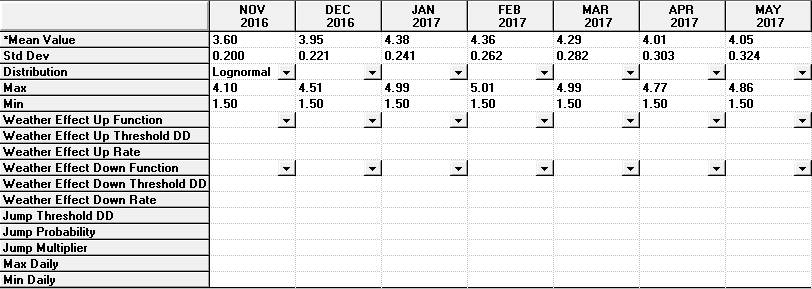 NOV DEC JAN FEB MAR APR MAY
2016 2016 2017 2017 2017 2017 2017
*Mean Value 3.60 3.95 4.38 4.36 4.29 4.01 4.05
Std Dev 0.200 0.221 0.241 0.262 0.282 0.303 0.324
Distribution Lognormal
Max 4.10 4.51 4.99 5.01 4.99 4.77 4.86
Min 1.50 1.50 1.50 1.50 1.50 1.50 1.50
Weather Effect Up Function
Weather Effect Up Threshold DD
Weather Effect Up Rate
Weather Effect Down Function
Weather Effect Down Threshold DD
Weather Effect Down Rate
Jump Threshold DD
Jump Probability
Jump Multiplier
Max Daily
Min Daily